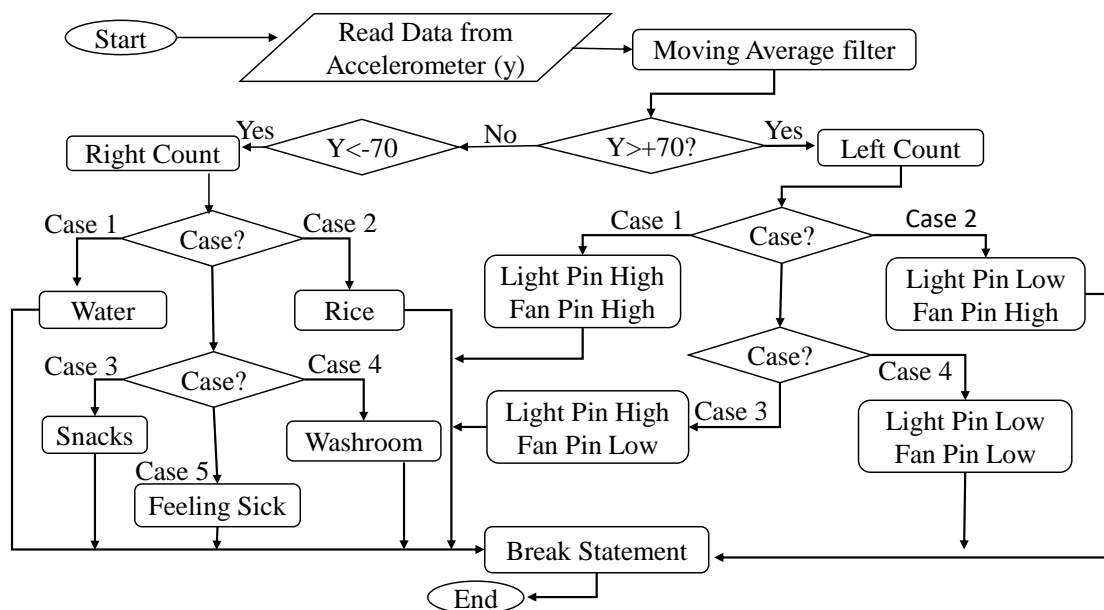 Start
Read Data from
Accelerometer (y)
Moving Average filter
Yes
No
Yes
Right Count
Y<-70
Y>+70?
Left Count
Case 1
Case?
Case 2
Case 1
Case?
Case 2
Water
Rice
Light Pin High
Fan Pin High
Light Pin Low
Fan Pin High
Case 3
Case?
Case 4
Case?
Case 4
Snacks
Washroom
Light Pin High
Fan Pin Low
Case 3
Light Pin Low
Fan Pin Low
Case 5
Feeling Sick
Break Statement
End